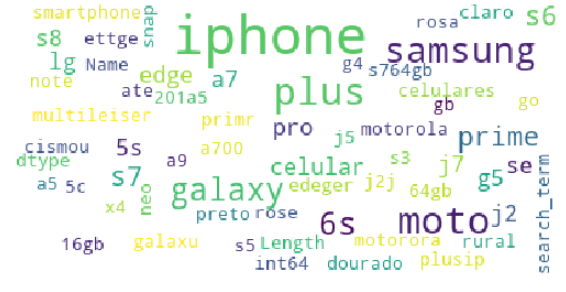 smartphone
snap
iphone
rosa
claro
s6
s8
ettge
samsung
lg
Name
edge
a7
g4
s764gb
note
ate
201a5
plus
celulares
gb
go
multileiser
primr
pro
j5
motorola
prime
cismou
5s
a9
a700
celular
s3
j7
se
dtype
s7
galaxy
edeger
j2j
64gb
g5
a5
5c
x4
neo
preto
rose
6s
moto
j2
search_term
16gb
galaxu
s5
Length
motorora
rural
int64
dourado
plusip